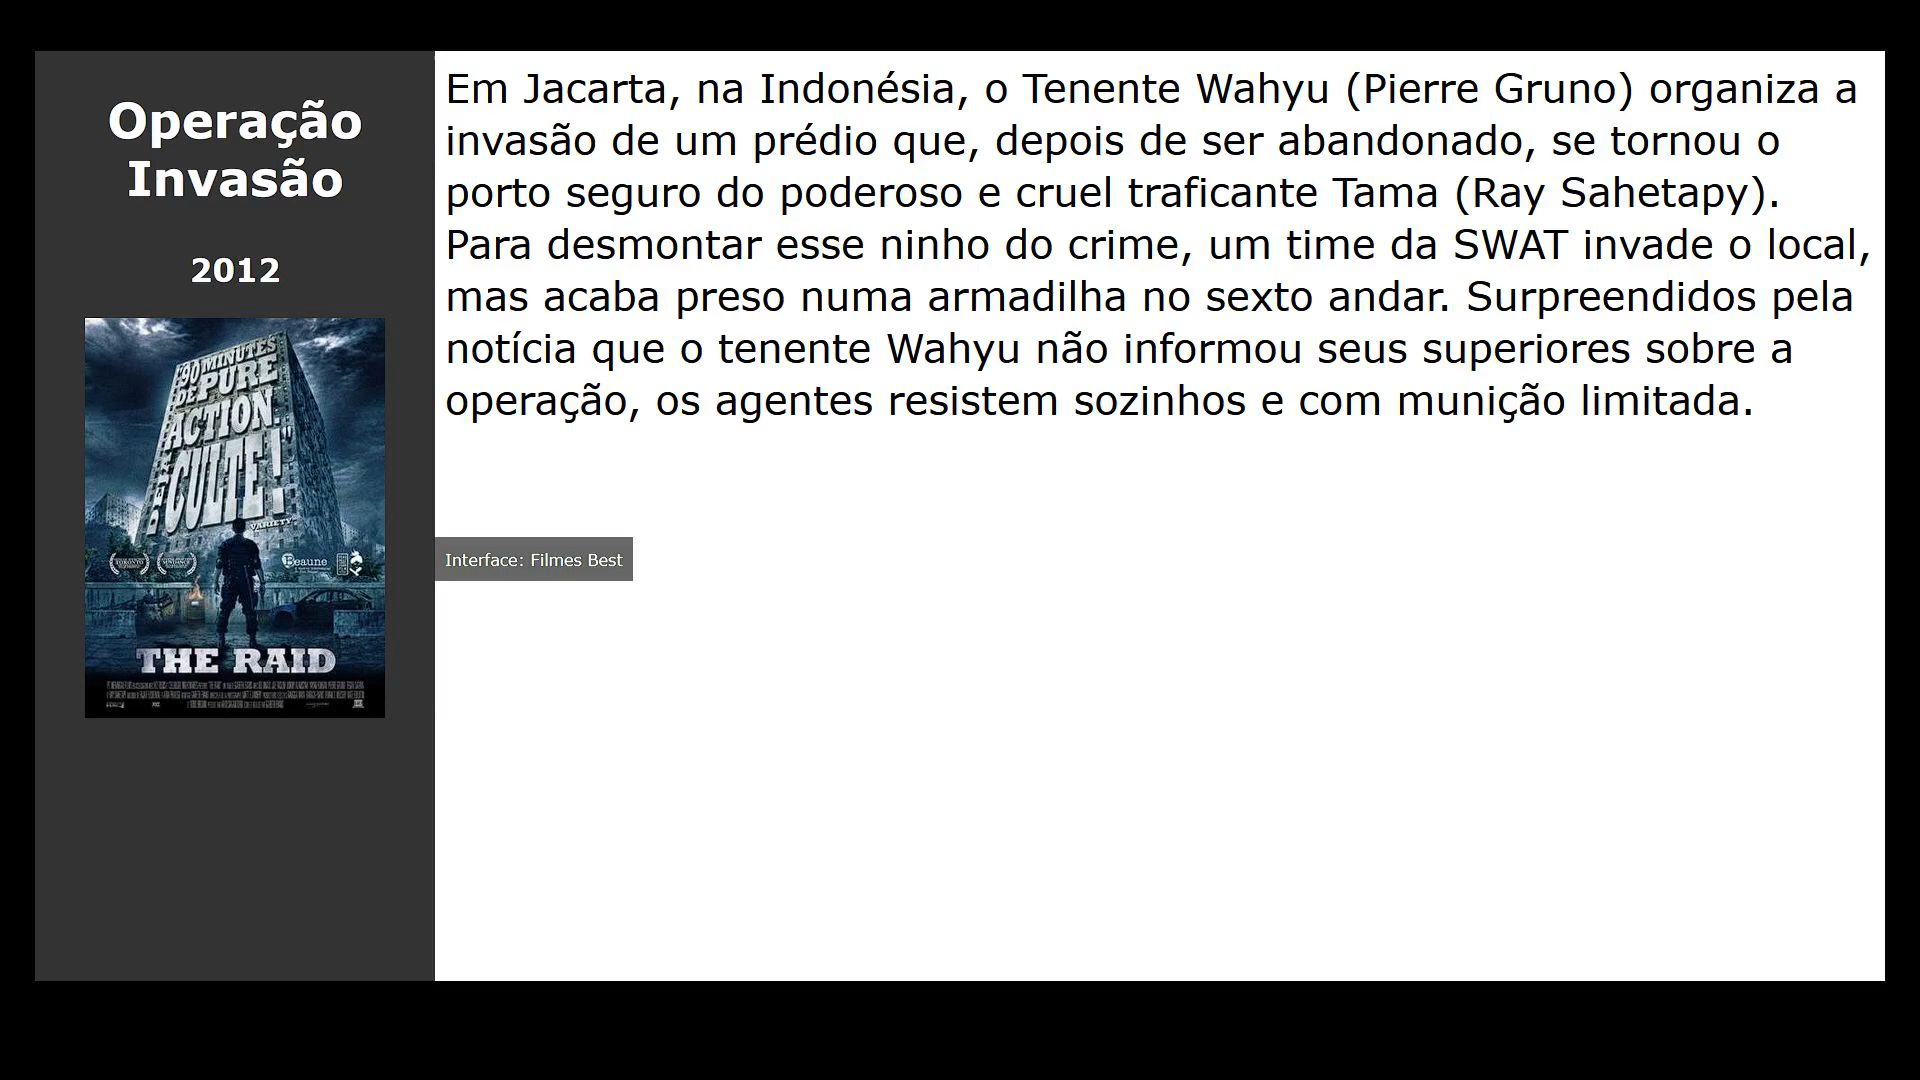 Operação
Invasão
2012
"90 MINUTES
DE PURE
ACTION.
CULTE!"
VARIETY
TORONTO
SUNDANCE
Beaune
THE RAID
Em Jacarta, na Indonésia, o Tenente Wahyu (Pierre Gruno) organiza a
invasão de um prédio que, depois de ser abandonado, se tornou o
porto seguro do poderoso e cruel traficante Tama (Ray Sahetapy).
Para desmontar esse ninho do crime, um time da SWAT invade o local,
mas acaba preso numa armadilha no sexto andar. Surpreendidos pela
notícia que o tenente Wahyu não informou seus superiores sobre a
operação, os agentes resistem sozinhos e com munição limitada.
Interface: Filmes Best